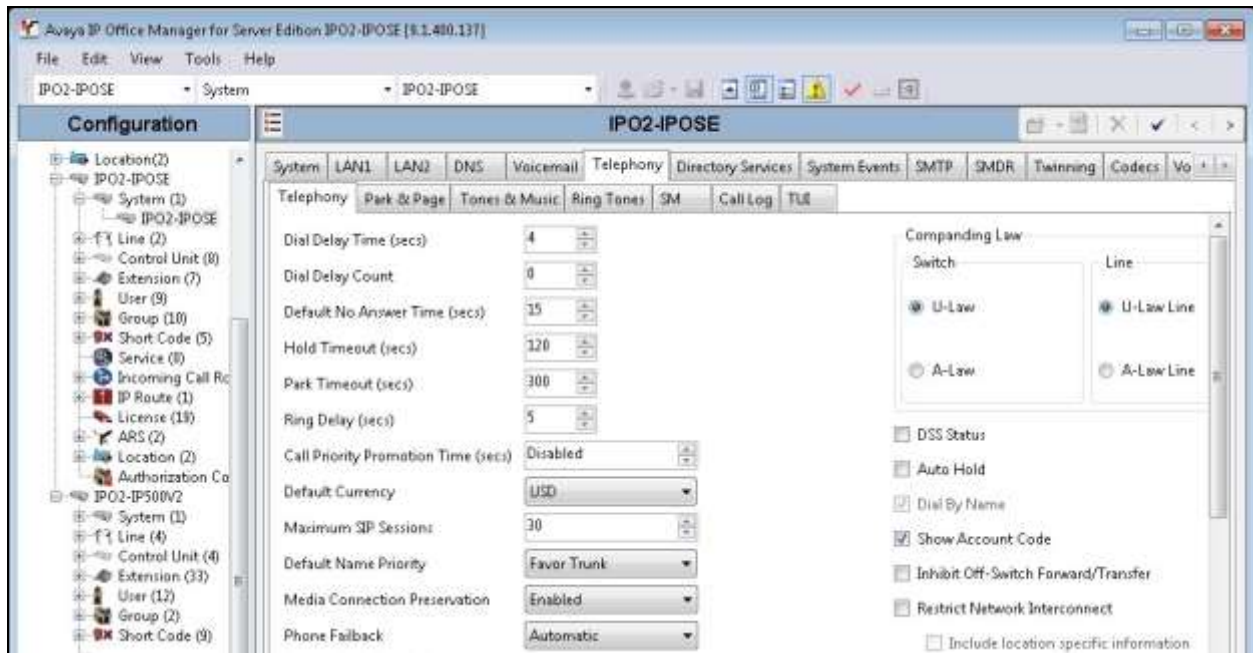 Avaya IP Office Manager for Server Edition IPO2-IPOSE [9.1.400.137]
File Edit View Tools Help
IPO2-IPOSE System IPO2-IPOSE
Configuration
IPO2-IPOSE
Location(2)
IPO2-IPOSE
System (1)
IPO2-IPOSE
Line (2)
Control Unit (8)
Extension (7)
User (9)
Group (10)
Short Code (5)
Service (0)
Incoming Call Ro
IP Route (1)
License (19)
ARS (2)
Location (2)
Authorization Co
IPO2-IP500V2
System (1)
Line (4)
Control Unit (4)
Extension (33)
User (12)
Group (2)
Short Code (9)
System LAN1 LAN2 DNS Voicemail Telephony Directory Services System Events SMTP SMDR Twinning Codecs Vo
Telephony Park & Page Tones & Music Ring Tones SM Call Log TUI
Dial Delay Time (secs) 4
Dial Delay Count 0
Default No Answer Time (secs) 15
Hold Timeout (secs) 120
Park Timeout (secs) 300
Ring Delay (secs) 5
Call Priority Promotion Time (secs) Disabled
Default Currency USD
Maximum SIP Sessions 30
Default Name Priority Favor Trunk
Media Connection Preservation Enabled
Phone Failback Automatic
Companding Law
Switch Line
U-Law U-Law Line
A-Law A-Law Line
DSS Status
Auto Hold
Dial By Name
Show Account Code
Inhibit Off-Switch Forward/Transfer
Restrict Network Interconnect
Include location specific information